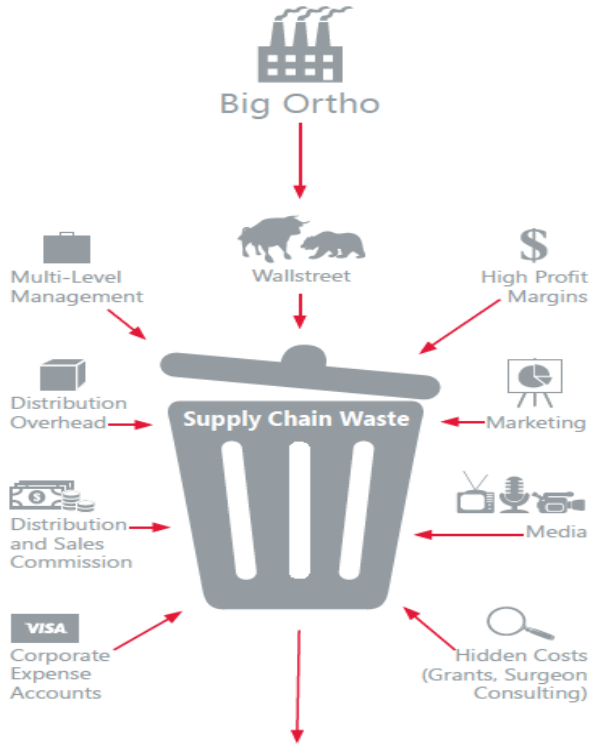 Big Ortho
Wallstreet
Multi-Level
Management
$
High Profit
Margins
Supply Chain Waste
Distribution
Overhead
Marketing
$
Distribution
and Sales
Commission
Media
VISA
Corporate
Expense
Accounts
Hidden Costs
(Grants, Surgeon
Consulting)